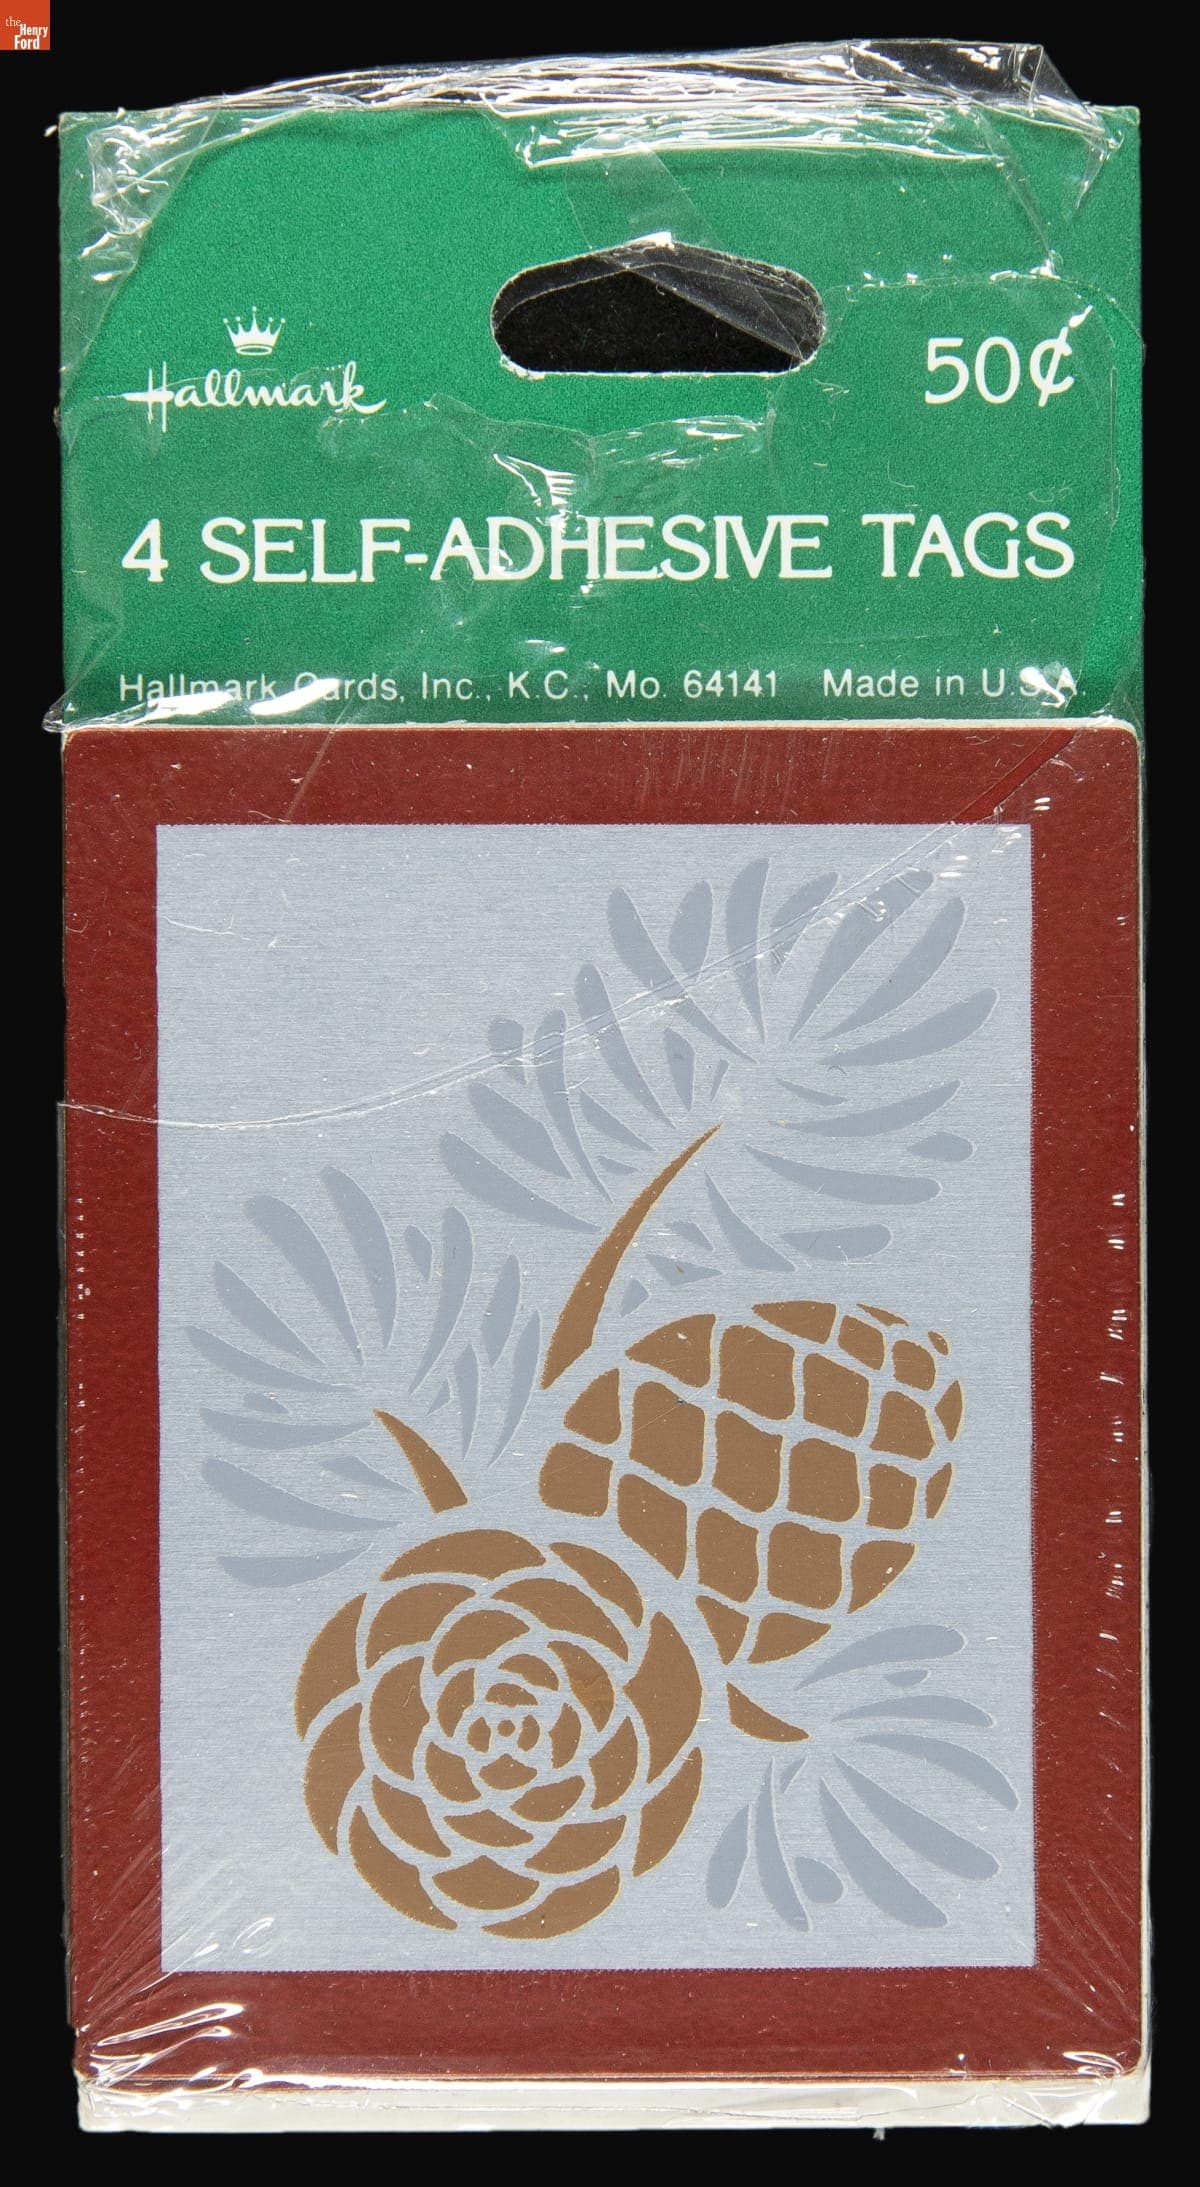 the
Henry
Ford
Hallmark
50¢
4 SELF-ADHESIVE TAGS
Hallmark Cards, Inc., K.C., Mo. 64141 Made in U.S.A.